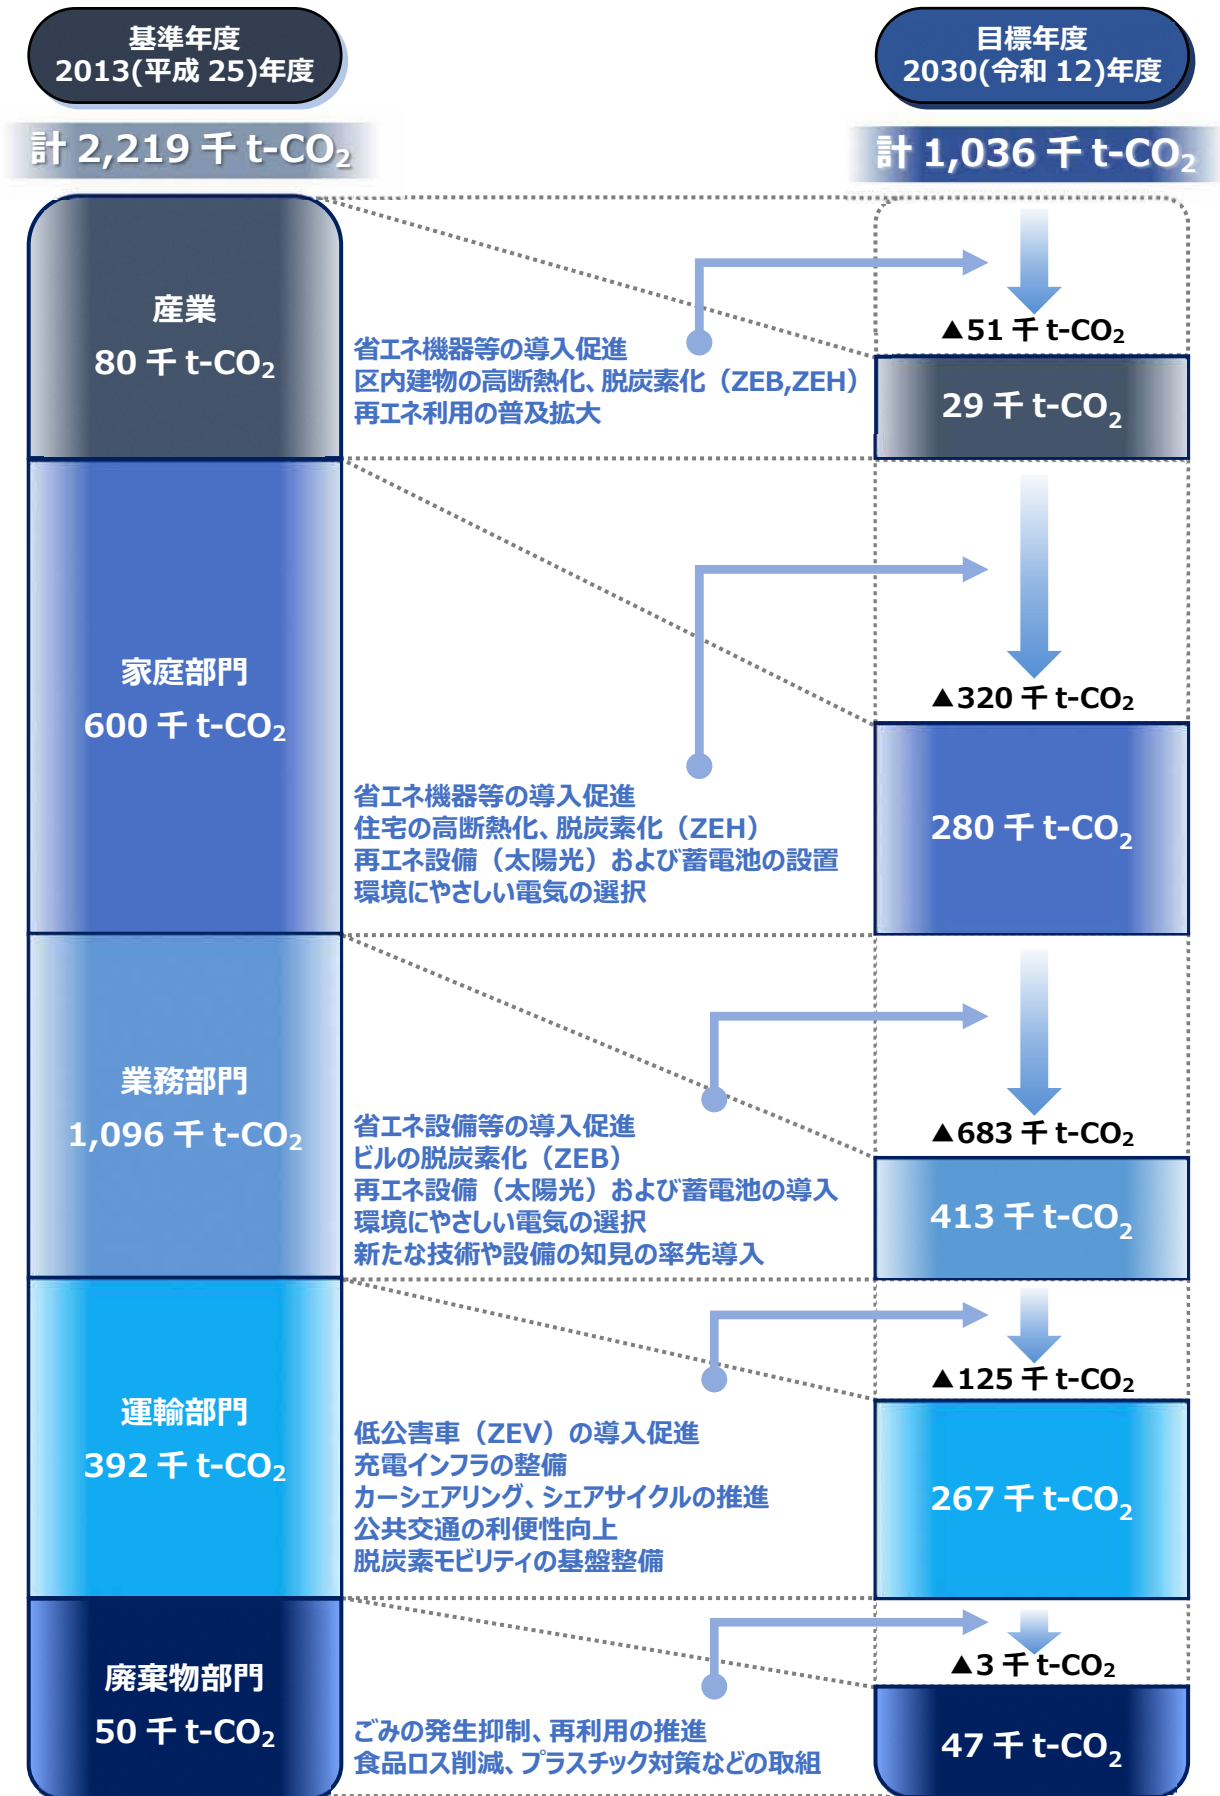 基準年度
2013(平成 25)年度
目標年度
2030(令和 12)年度
計 2,219 千 t-CO₂
計 1,036 千 t-CO₂
産業
80 千 t-CO₂
省エネ機器等の導入促進
区内建物の高断熱化、脱炭素化（ZEB,ZEH）
再エネ利用の普及拡大
▲51 千 t-CO₂
29 千 t-CO₂
家庭部門
600 千 t-CO₂
省エネ機器等の導入促進
住宅の高断熱化、脱炭素化（ZEH）
再エネ設備（太陽光）および蓄電池の設置
環境にやさしい電気の選択
▲320 千 t-CO₂
280 千 t-CO₂
業務部門
1,096 千 t-CO₂
省エネ設備等の導入促進
ビルの脱炭素化（ZEB）
再エネ設備（太陽光）および蓄電池の導入
環境にやさしい電気の選択
新たな技術や設備の知見の率先導入
▲683 千 t-CO₂
413 千 t-CO₂
運輸部門
392 千 t-CO₂
低公害車（ZEV）の導入促進
充電インフラの整備
カーシェアリング、シェアサイクルの推進
公共交通の利便性向上
脱炭素モビリティの基盤整備
▲125 千 t-CO₂
267 千 t-CO₂
廃棄物部門
50 千 t-CO₂
ごみの発生抑制、再利用の推進
食品ロス削減、プラスチック対策などの取組
▲3 千 t-CO₂
47 千 t-CO₂